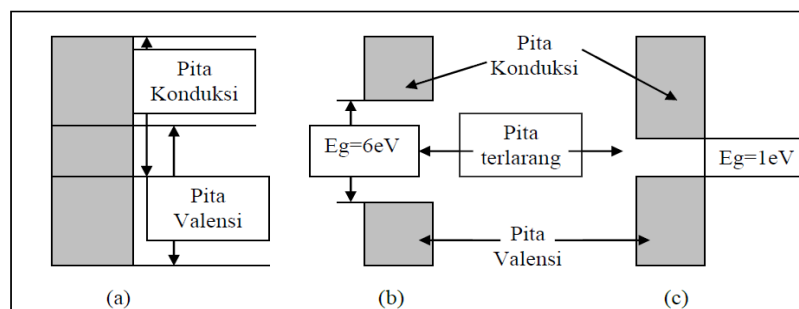 Pita
Konduksi
Pita
Valensi
(a)
Eg=6eV
(b)
Pita
Konduksi
Pita
terlarang
Pita
Valensi
Eg=1eV
(c)